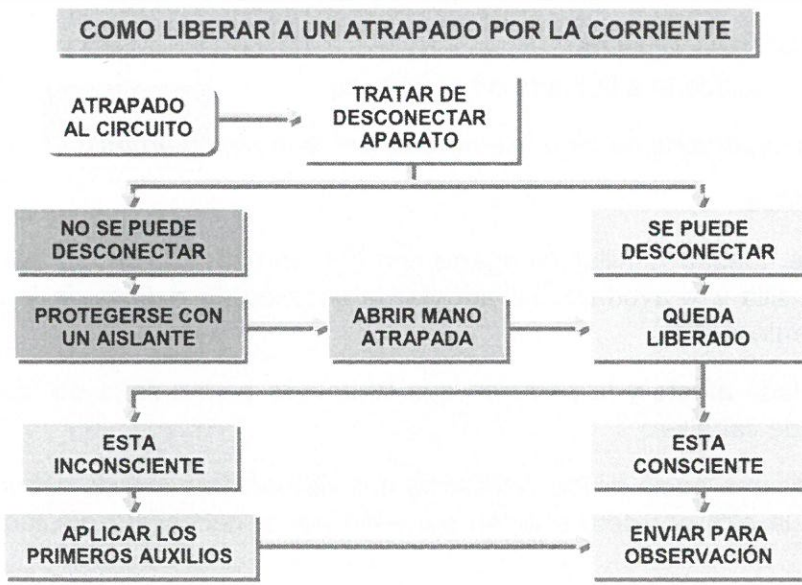 COMO LIBERAR A UN ATRAPADO POR LA CORRIENTE
ATRAPADO
AL CIRCUITO
TRATAR DE
DESCONECTAR
APARATO
NO SE PUEDE
DESCONECTAR
SE PUEDE
DESCONECTAR
PROTEGERSE CON
UN AISLANTE
ABRIR MANO
ATRAPADA
QUEDA
LIBERADO
ESTA
INCONSCIENTE
ESTA
CONSCIENTE
APLICAR LOS
PRIMEROS AUXILIOS
ENVIAR PARA
OBSERVACIÓN